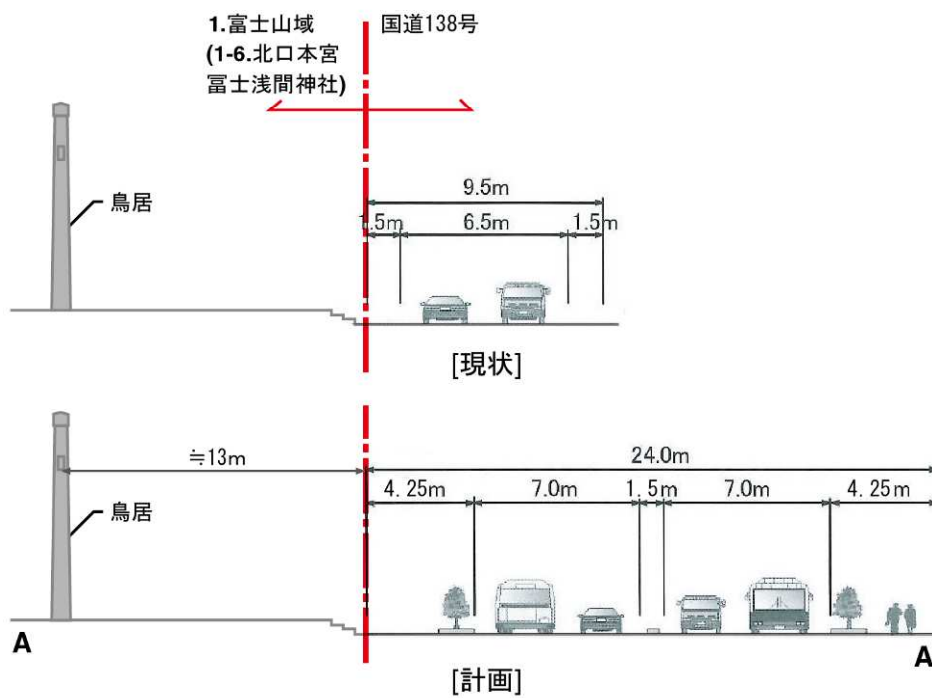 1.富士山域
(1-6.北口本宮
冨士浅間神社)
国道138号
鳥居
9.5m
1.5m
6.5m
1.5m
[現状]
≒13m
24.0m
4.25m
7.0m
1.5m
7.0m
4.25m
鳥居
A
A
[計画]